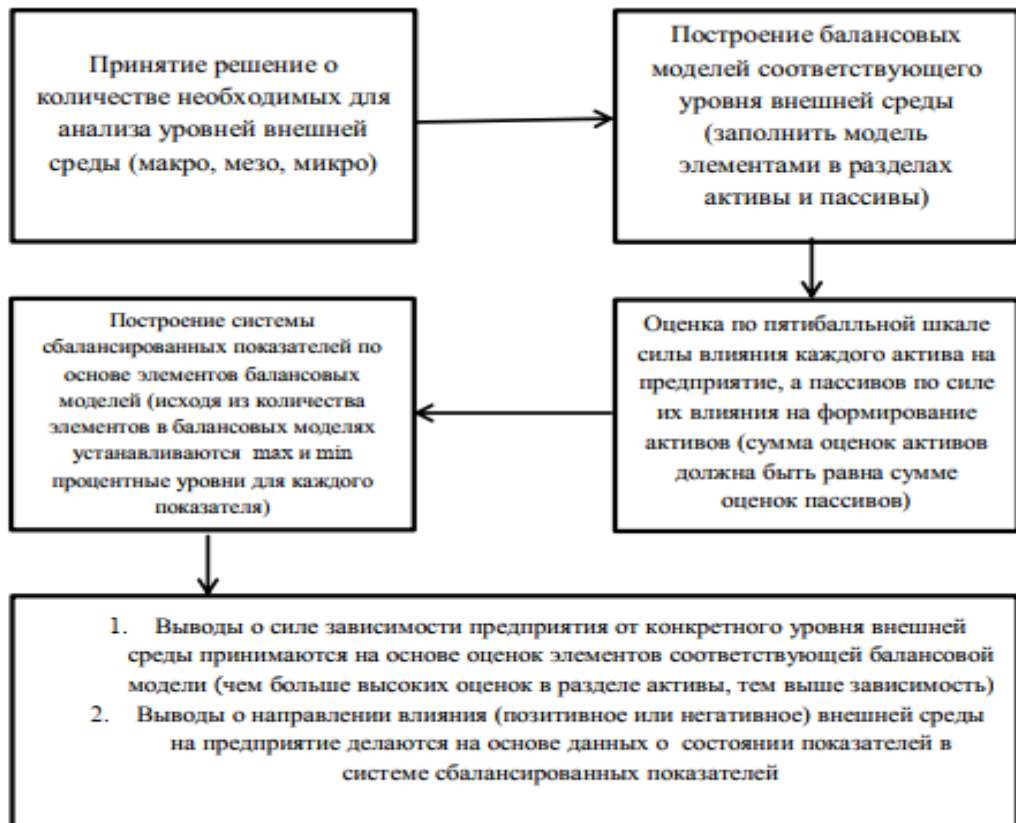 Принятие решение о
количестве необходимых для
анализа уровней внешней
среды (макро, мезо, микро)
Построение балансовых
моделей соответствующего
уровня внешней среды
(заполнить модель
элементами в разделах
активы и пассивы)
Оценка по пятибалльной шкале
силы влияния каждого актива на
предприятие, а пассивов по силе
их влияния на формирование
активов (сумма оценок активов
должна быть равна сумме
оценок пассивов)
Построение системы
сбалансированных показателей по
основе элементов балансовых
моделей (исходя из количества
элементов в балансовых моделях
устанавливаются max и min
процентные уровни для каждого
показателя)
1. Выводы о силе зависимости предприятия от конкретного уровня внешней
среды принимаются на основе оценок элементов соответствующей балансовой
модели (чем больше высоких оценок в разделе активы, тем выше зависимость)
2. Выводы о направлении влияния (позитивное или негативное) внешней среды
на предприятие делаются на основе данных о состоянии показателей в
системе сбалансированных показателей